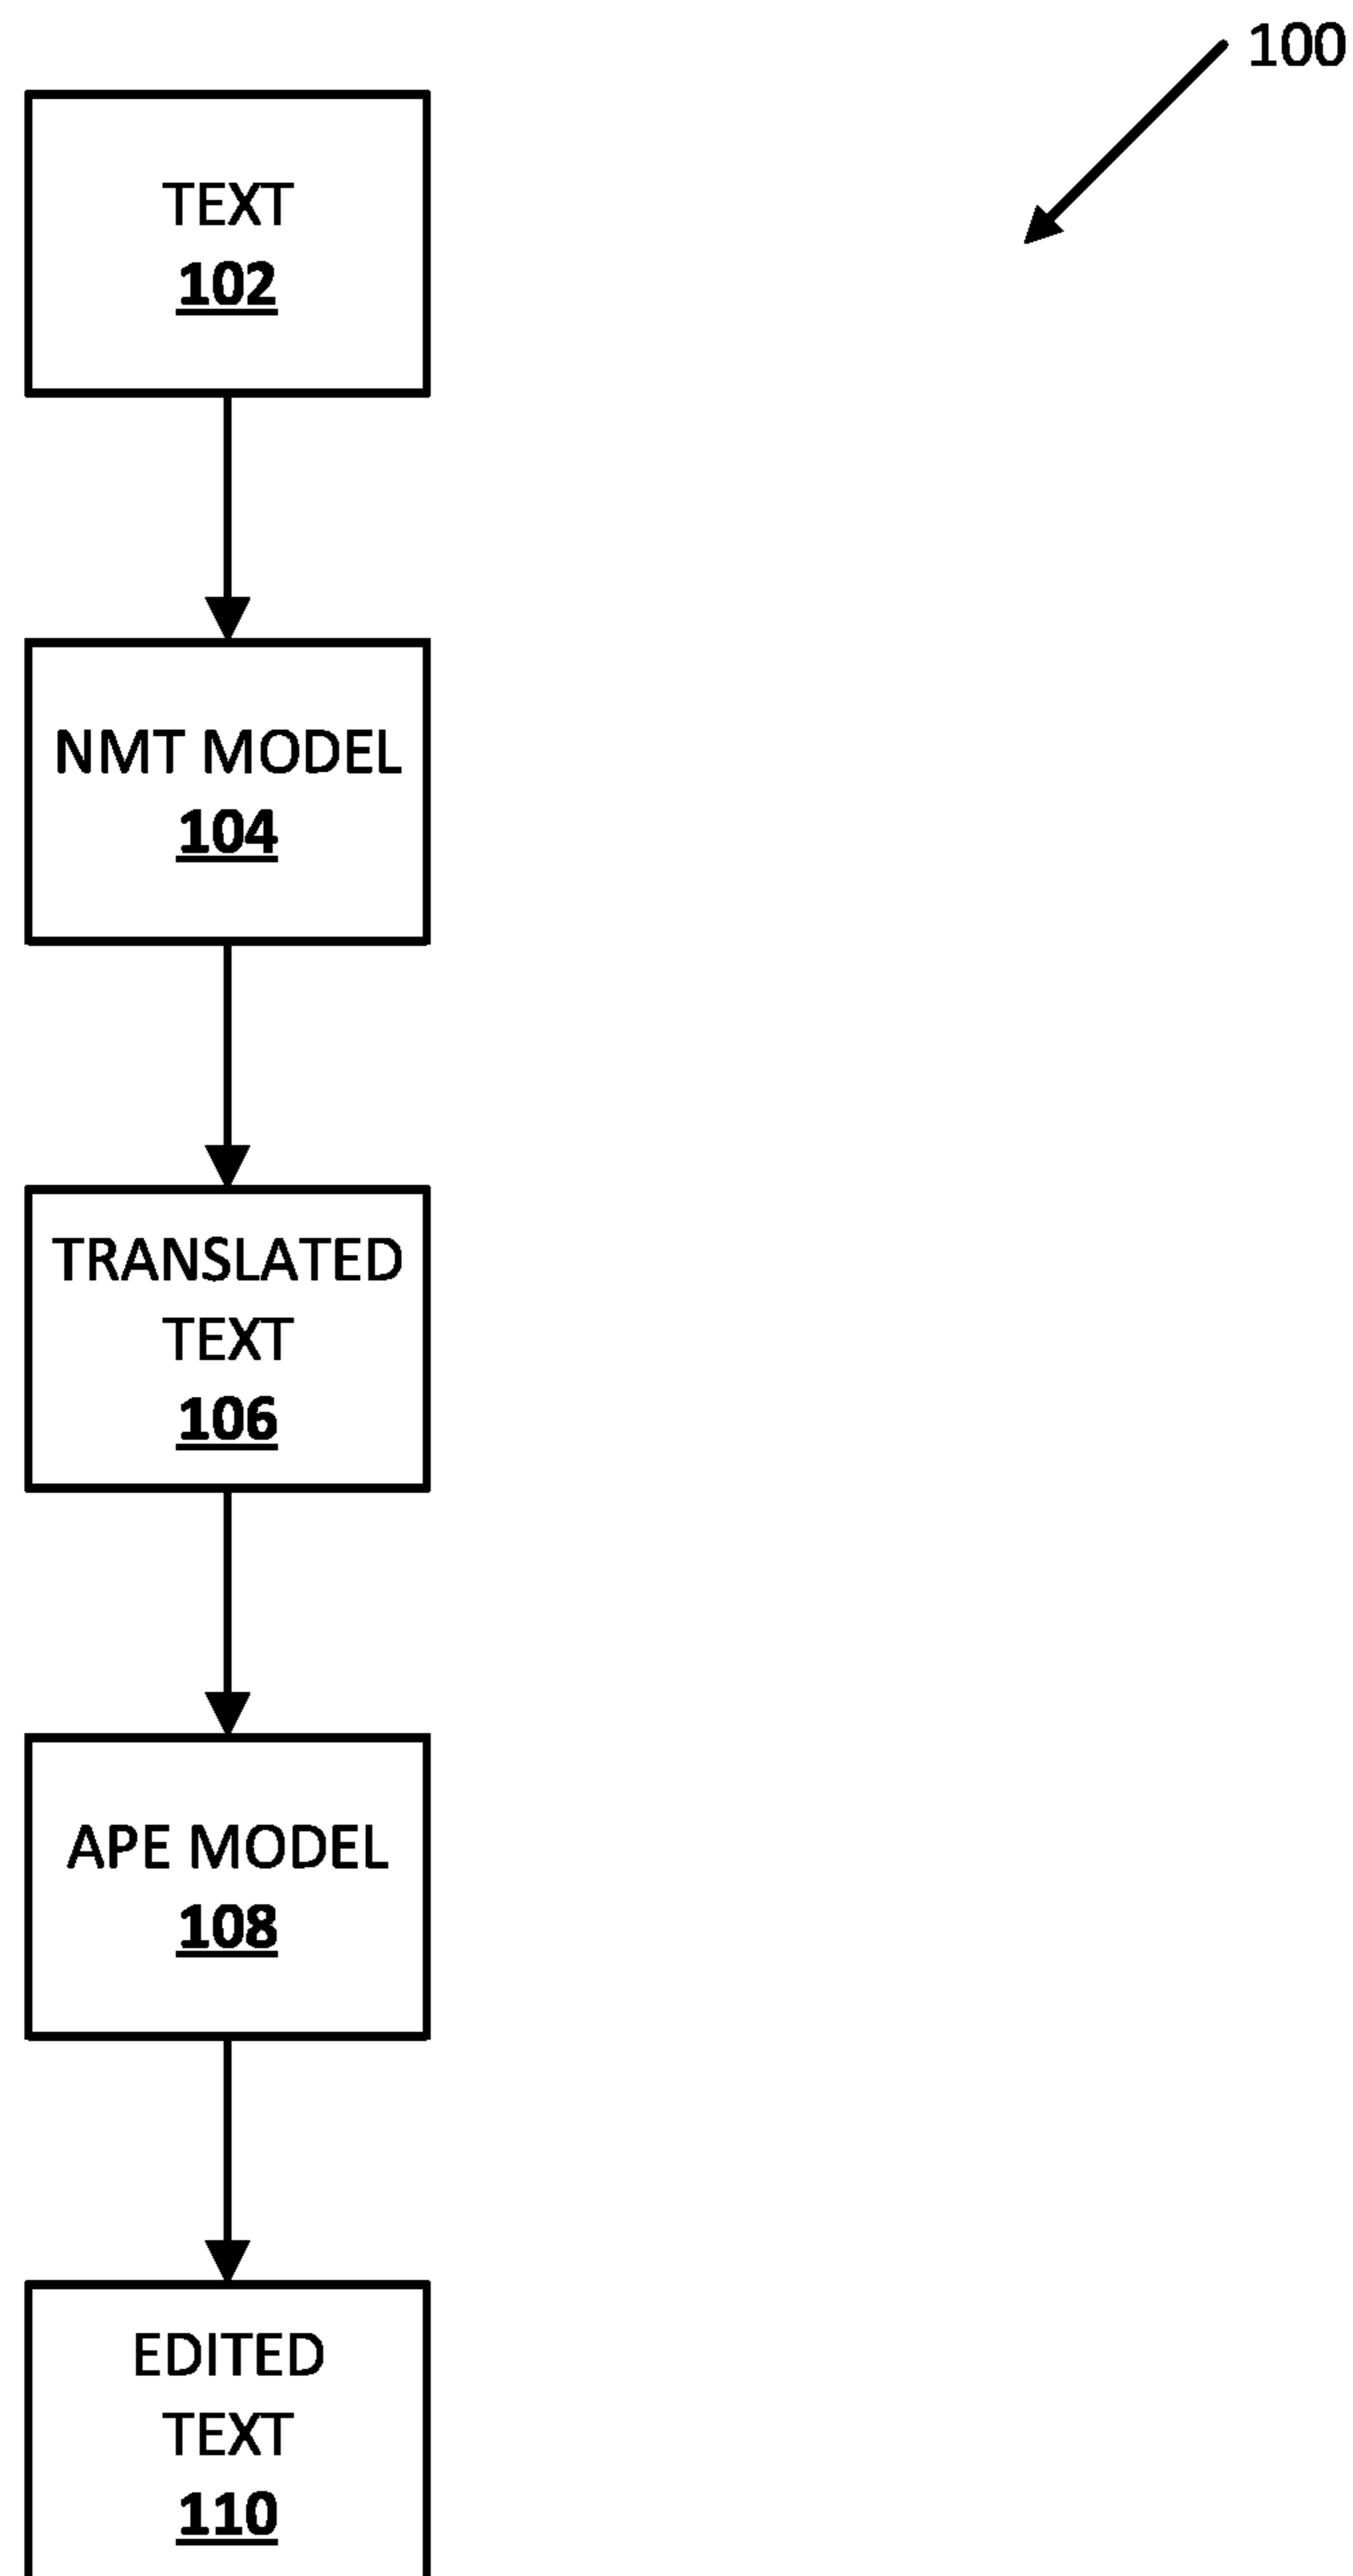 100
TEXT
102
NMT MODEL
104
TRANSLATED
TEXT
106
APE MODEL
108
EDITED
TEXT
110